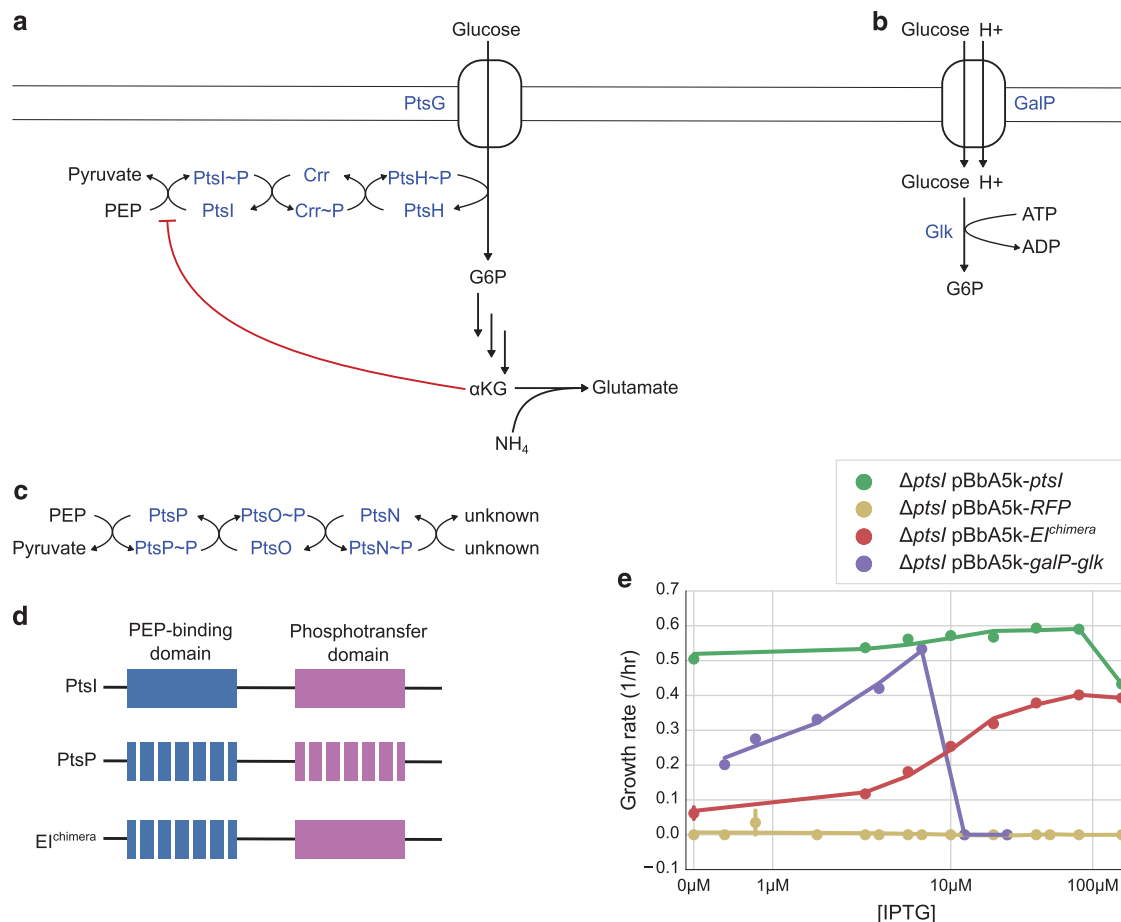 a
Glucose
PtsG
Pyruvate
PtsI~P
Crr
PtsH~P
PEP
PtsI
Crr~P
PtsH
G6P
αKG
Glutamate
NH4
b
Glucose H+
GalP
Glucose H+
Glk
ATP
ADP
G6P
c
PEP
PtsP
PtsO~P
PtsN
unknown
Pyruvate
PtsP~P
PtsO
PtsN~P
unknown
d
PEP-binding
domain
Phosphotransfer
domain
PtsI
PtsP
EIchimera
ΔptsI pBbA5k-ptsI
ΔptsI pBbA5k-RFP
ΔptsI pBbA5k-EIchimera
ΔptsI pBbA5k-galP-glk
e
0.7
0.6
0.5
0.4
0.3
0.2
0.1
0.0
−0.1
Growth rate (1/hr)
0μM
1μM
10μM
100μM
[IPTG]